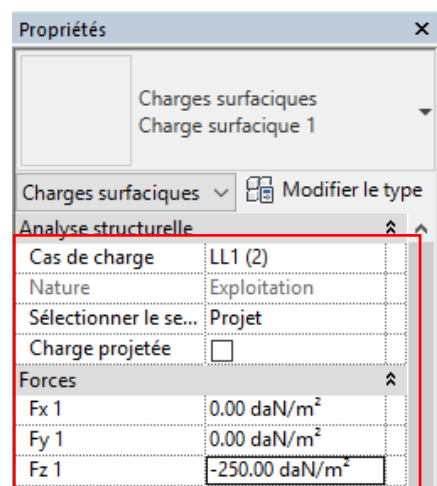 Propriétés
Charges surfaciques
Charge surfacique 1
Charges surfaciques Modifier le type
Analyse structurelle
Cas de charge LL1 (2)
Nature Exploitation
Sélectionner le se... Projet
Charge projetée
Forces
Fx 1 0.00 daN/m²
Fy 1 0.00 daN/m²
Fz 1 -250.00 daN/m²